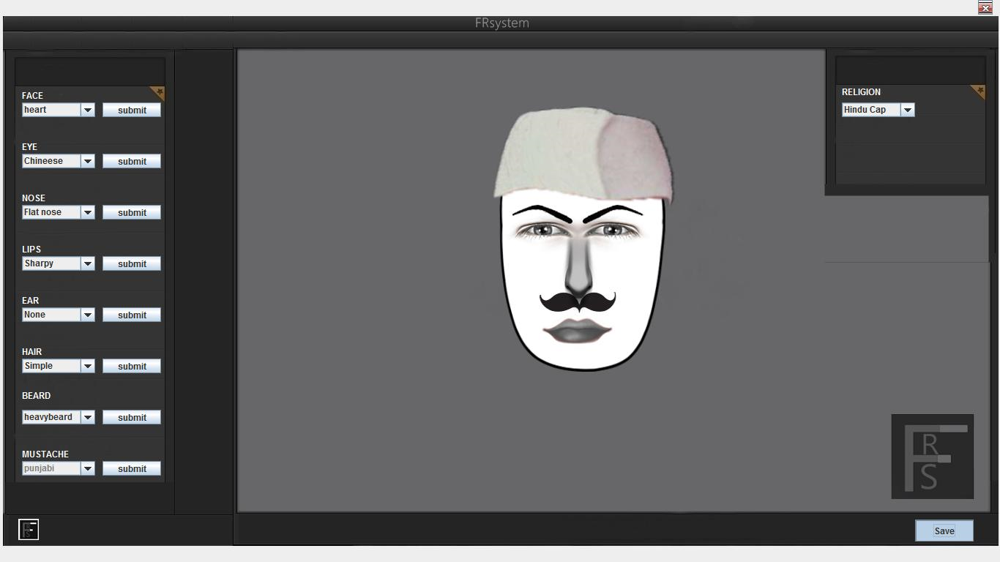 FRsystem
FACE
heart submit
EYE
Chineese submit
NOSE
Flat nose submit
LIPS
Sharpy submit
EAR
None submit
HAIR
Simple submit
BEARD
heavybeard submit
MUSTACHE
punjabi submit
RELIGION
Hindu Cap
F
R
S
FRS
Save